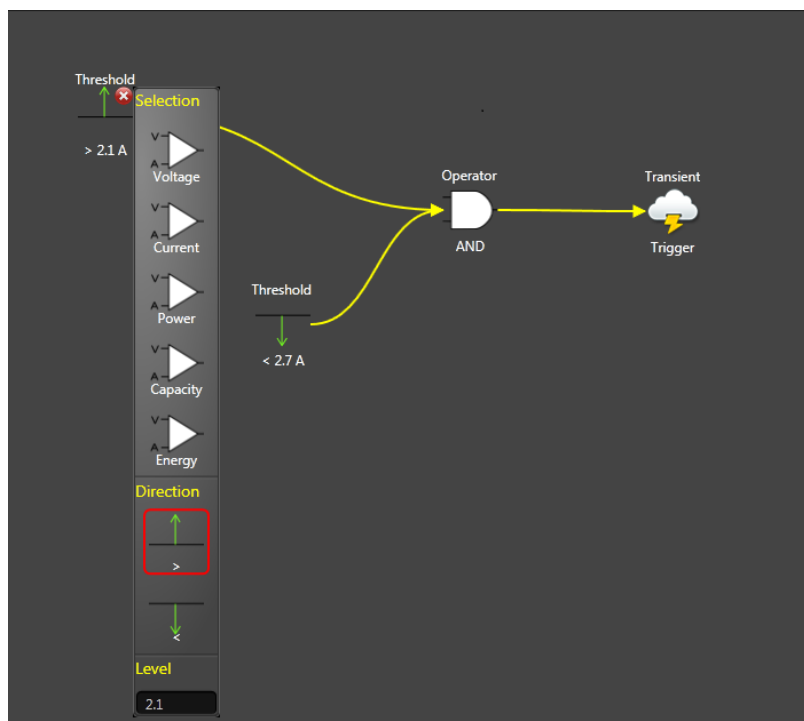 Threshold
> 2.1 A
Selection
V
A
Voltage
V
A
Current
V
A
Power
V
A
Capacity
V
A
Energy
Direction
>
<
Level
2.1
Threshold
< 2.7 A
Operator
AND
Transient
Trigger